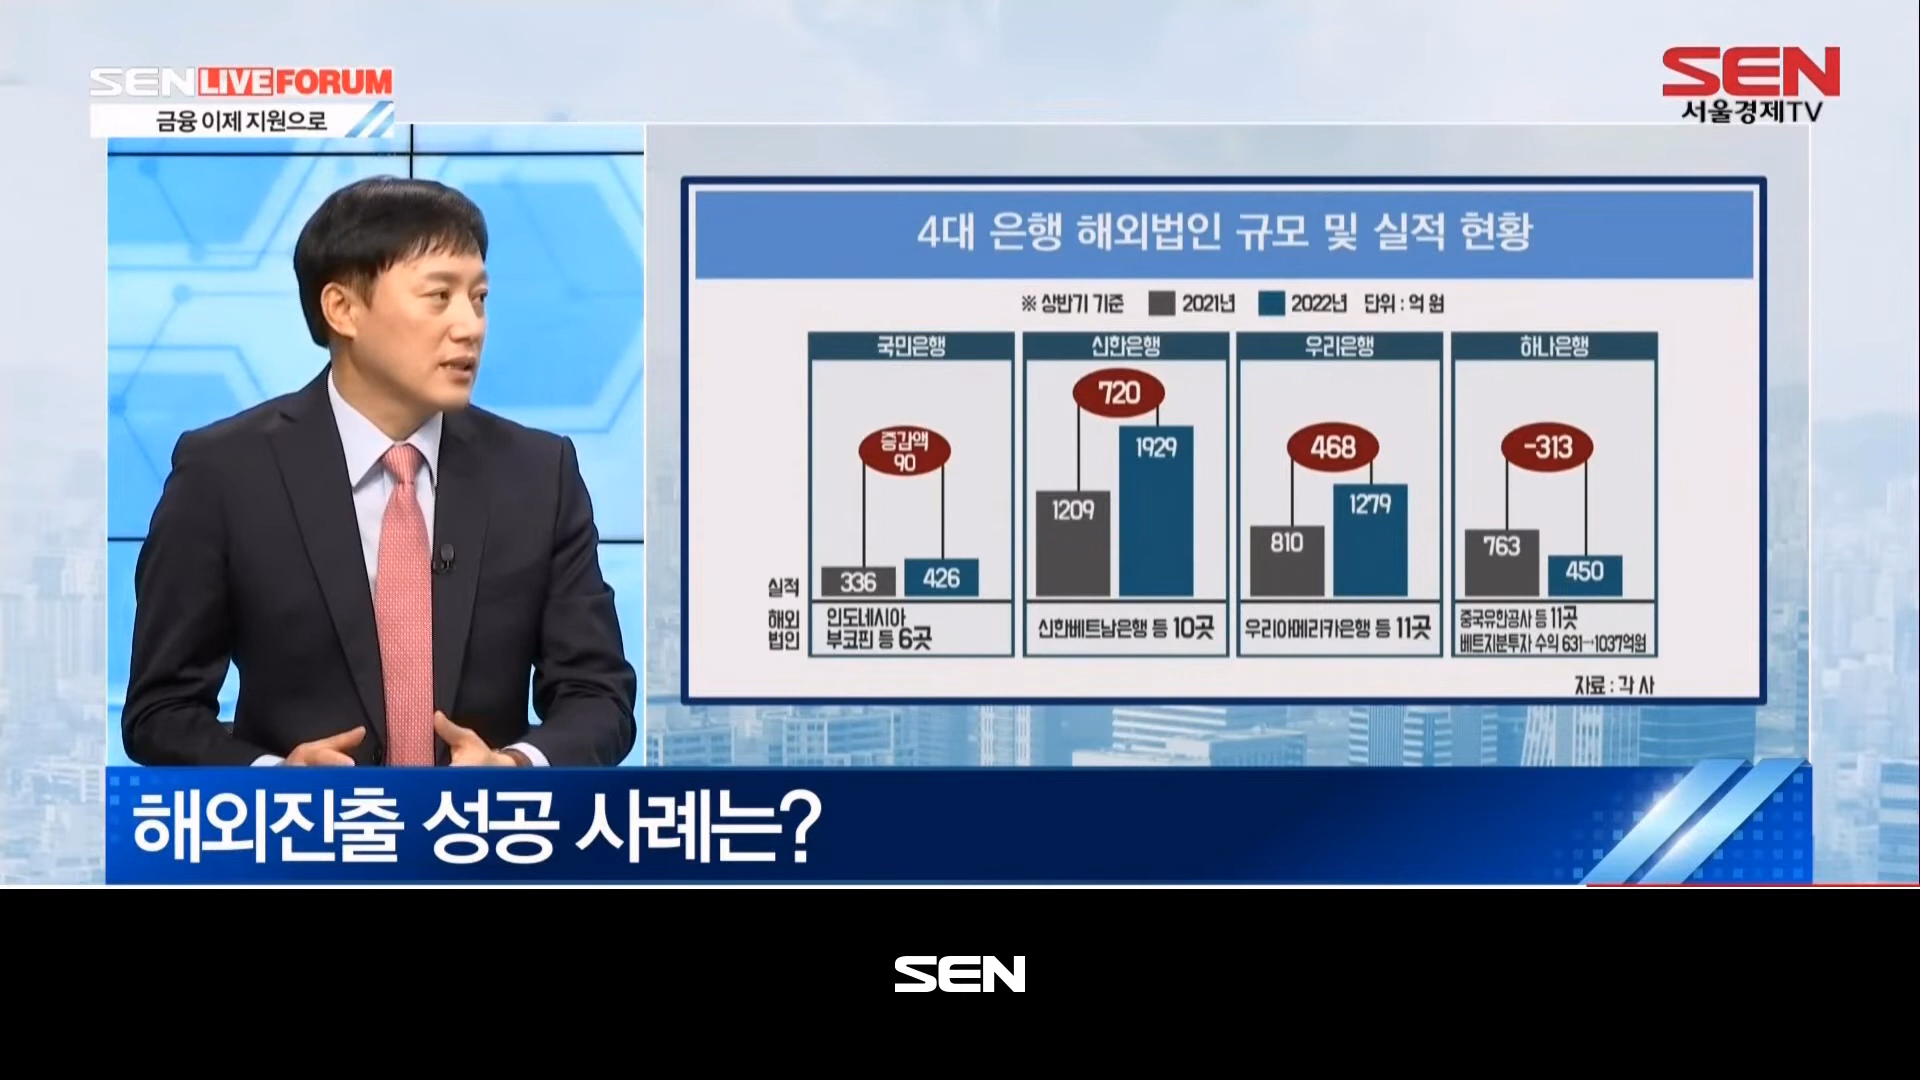 SEN LIVE FORUM
금융 이제 지원으로
SEN
서울경제TV
4대 은행 해외법인 규모 및 실적 현황
※ 상반기 기준 2021년 2022년 단위 : 억 원
국민은행
증감액
90
336
426
신한은행
720
1209
1929
우리은행
468
810
1279
하나은행
-313
763
450
실적
해외
법인
인도네시아
부코핀 등 6곳
신한베트남은행 등 10곳
우리아메리카은행 등 11곳
중국유한공사 등 11곳
베트지분투자 수익 631→1037억원
자료 : 각 사
해외진출 성공 사례는?
SEN